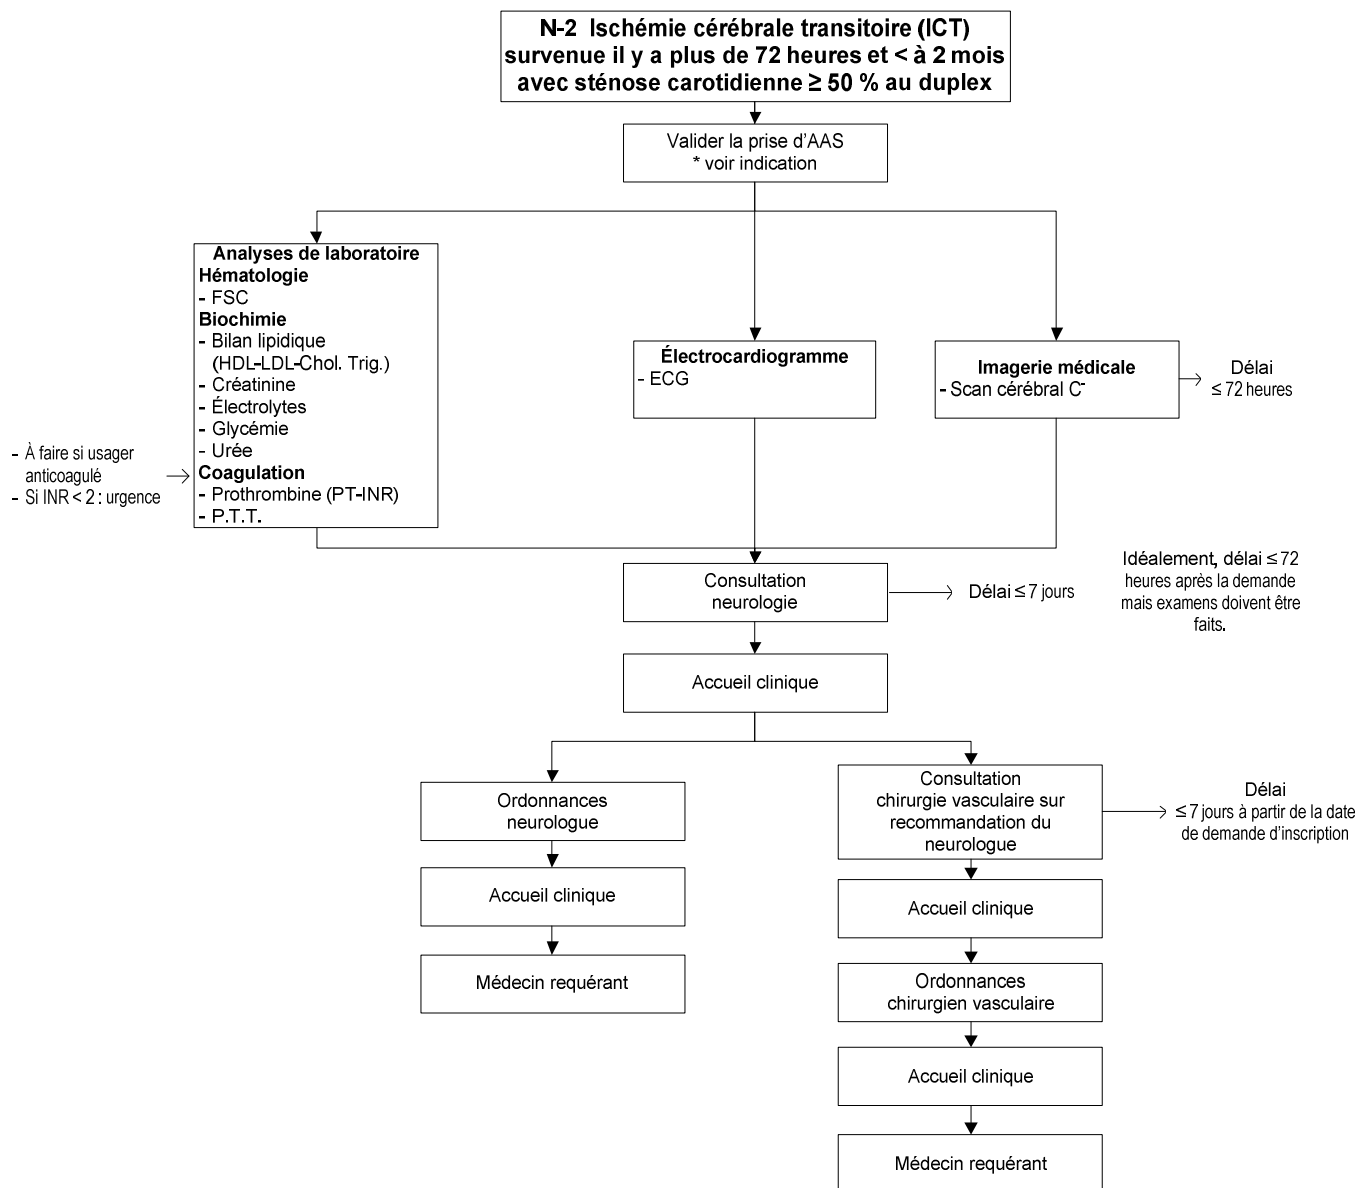 N-2 Ischémie cérébrale transitoire (ICT)
survenue il y a plus de 72 heures et < à 2 mois
avec sténose carotidienne ≥ 50 % au duplex
Valider la prise d'AAS
* voir indication
Analyses de laboratoire
Hématologie
- FSC
Biochimie
- Bilan lipidique
(HDL-LDL-Chol. Trig.)
- Créatinine
- Électrolytes
- Glycémie
- Urée
Coagulation
- Prothrombine (PT-INR)
- P.T.T.
- À faire si usager
anticoagulé
- Si INR < 2 : urgence
Électrocardiogramme
- ECG
Imagerie médicale
- Scan cérébral C-
Délai
≤ 72 heures
Consultation
neurologie
Délai ≤ 7 jours
Idéalement, délai ≤ 72
heures après la demande
mais examens doivent être
faits.
Accueil clinique
Ordonnances
neurologue
Accueil clinique
Médecin requérant
Consultation
chirurgie vasculaire sur
recommandation du
neurologue
Délai
≤ 7 jours à partir de la date
de demande d'inscription
Accueil clinique
Ordonnances
chirurgien vasculaire
Accueil clinique
Médecin requérant